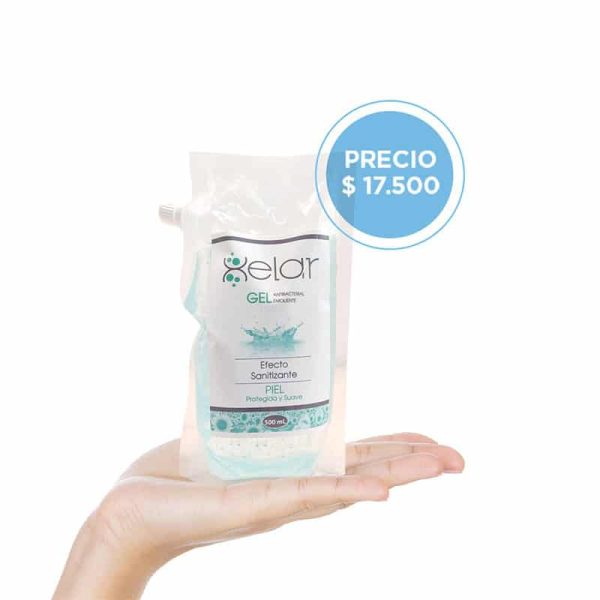 PRECIO
$ 17.500
xelar
GEL ANTIBACTERIAL
EMOLIENTE
Efecto
Sanitizante
PIEL
Protegida y Suave
500 mL